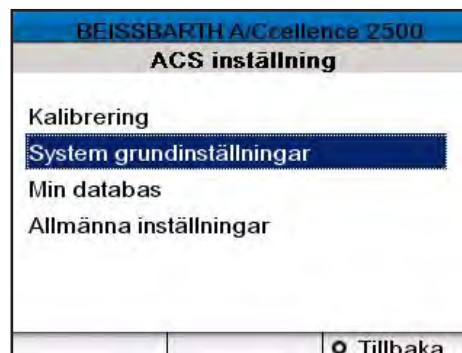 BEISSBARTH A/Ccellence 2500
ACS inställning
Kalibrering
System grundinställningar
Min databas
Allmänna inställningar
Tillbaka